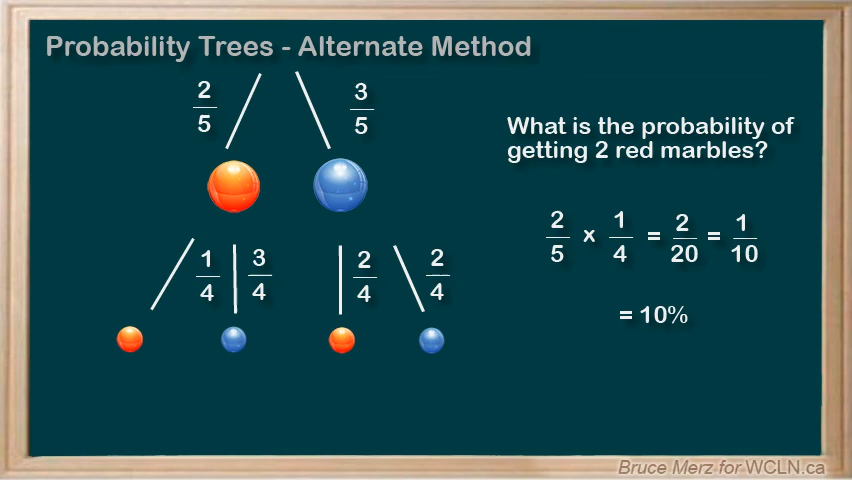 Probability Trees - Alternate Method
2/5
3/5
What is the probability of
getting 2 red marbles?
2/5 x 1/4 = 2/20 = 1/10
1/4
3/4
2/4
2/4
= 10%
Bruce Merz for WCLN.ca